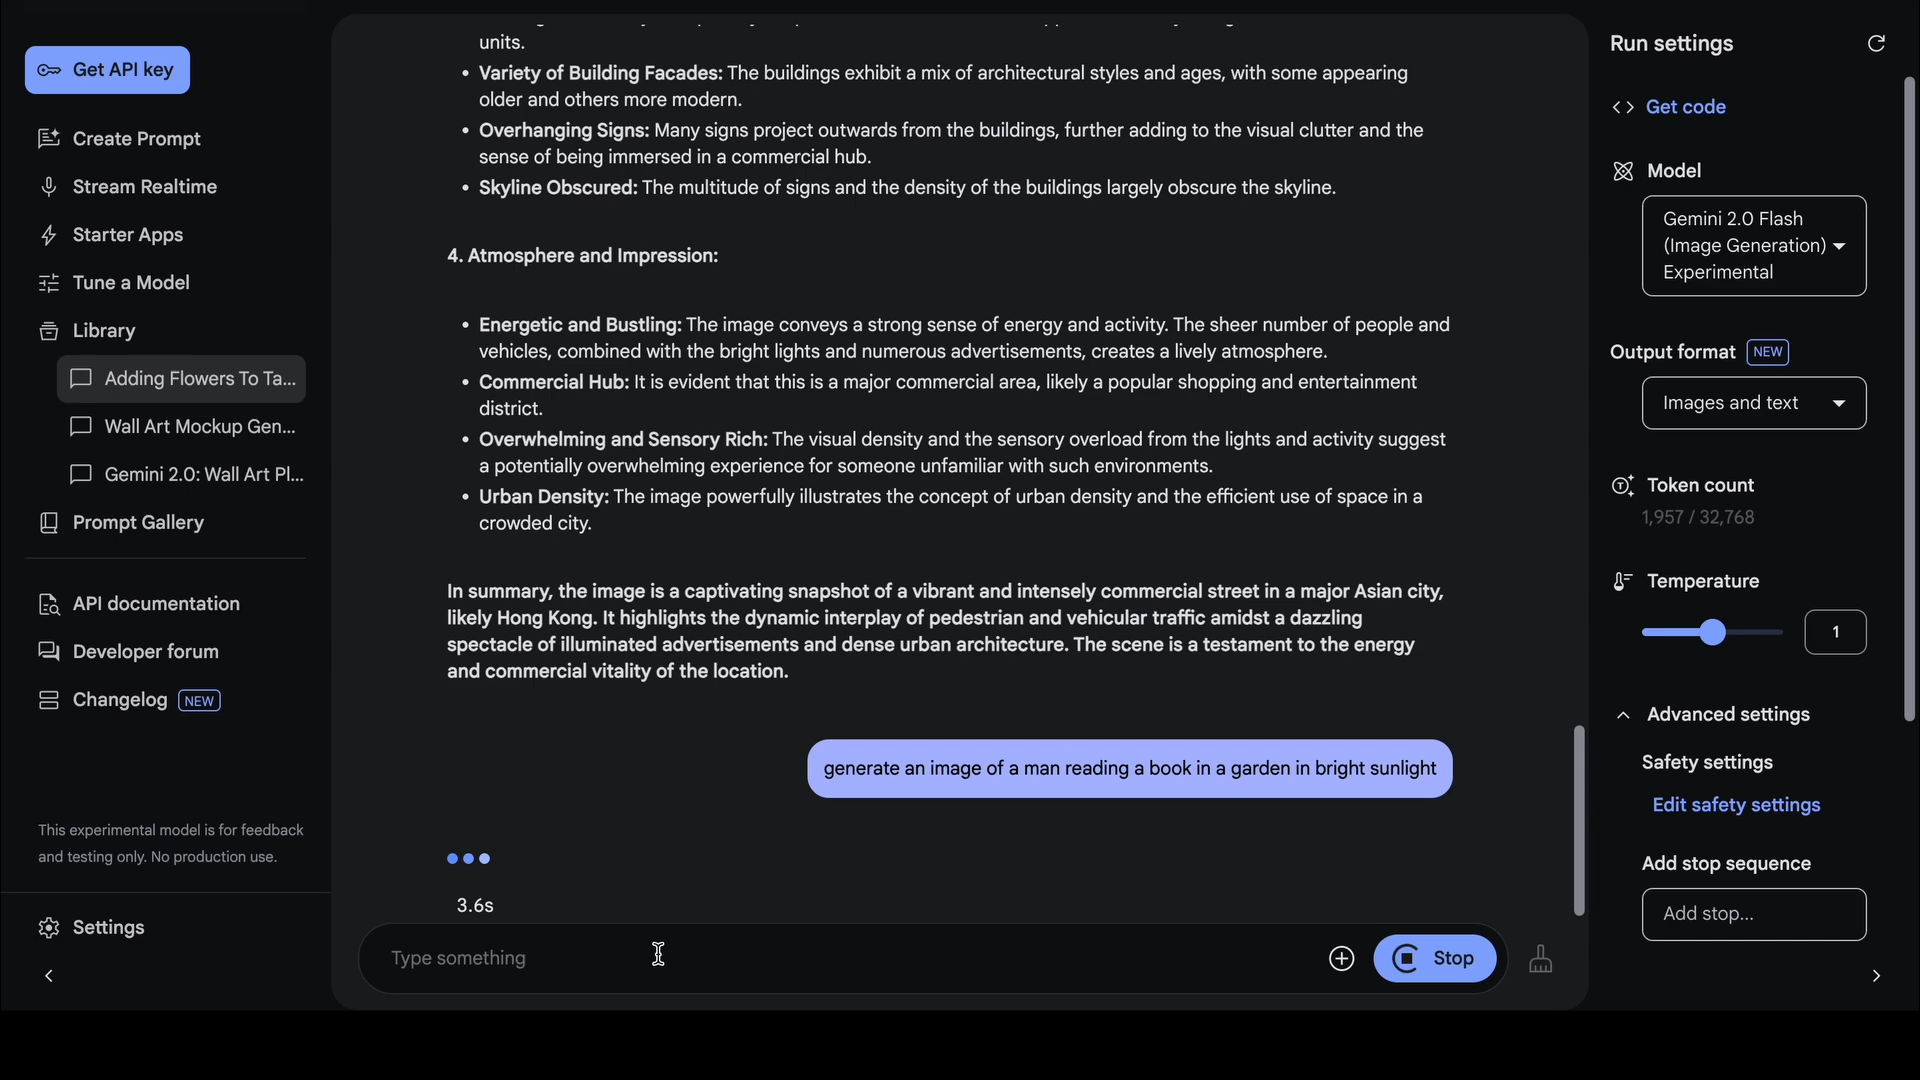 Get API key
Create Prompt
Stream Realtime
Starter Apps
Tune a Model
Library
Adding Flowers To Ta...
Wall Art Mockup Gen...
Gemini 2.0: Wall Art Pl...
Prompt Gallery
API documentation
Developer forum
Changelog NEW
This experimental model is for feedback
and testing only. No production use.
Settings
units.
• Variety of Building Facades: The buildings exhibit a mix of architectural styles and ages, with some appearing
older and others more modern.
• Overhanging Signs: Many signs project outwards from the buildings, further adding to the visual clutter and the
sense of being immersed in a commercial hub.
• Skyline Obscured: The multitude of signs and the density of the buildings largely obscure the skyline.
4. Atmosphere and Impression:
• Energetic and Bustling: The image conveys a strong sense of energy and activity. The sheer number of people and
vehicles, combined with the bright lights and numerous advertisements, creates a lively atmosphere.
• Commercial Hub: It is evident that this is a major commercial area, likely a popular shopping and entertainment
district.
• Overwhelming and Sensory Rich: The visual density and the sensory overload from the lights and activity suggest
a potentially overwhelming experience for someone unfamiliar with such environments.
• Urban Density: The image powerfully illustrates the concept of urban density and the efficient use of space in a
crowded city.
In summary, the image is a captivating snapshot of a vibrant and intensely commercial street in a major Asian city,
likely Hong Kong. It highlights the dynamic interplay of pedestrian and vehicular traffic amidst a dazzling
spectacle of illuminated advertisements and dense urban architecture. The scene is a testament to the energy
and commercial vitality of the location.
generate an image of a man reading a book in a garden in bright sunlight
3.6s
Type something
Stop
Run settings
Get code
Model
Gemini 2.0 Flash
(Image Generation)
Experimental
Output format NEW
Images and text
Token count
1,957 / 32,768
Temperature
1
Advanced settings
Safety settings
Edit safety settings
Add stop sequence
Add stop...